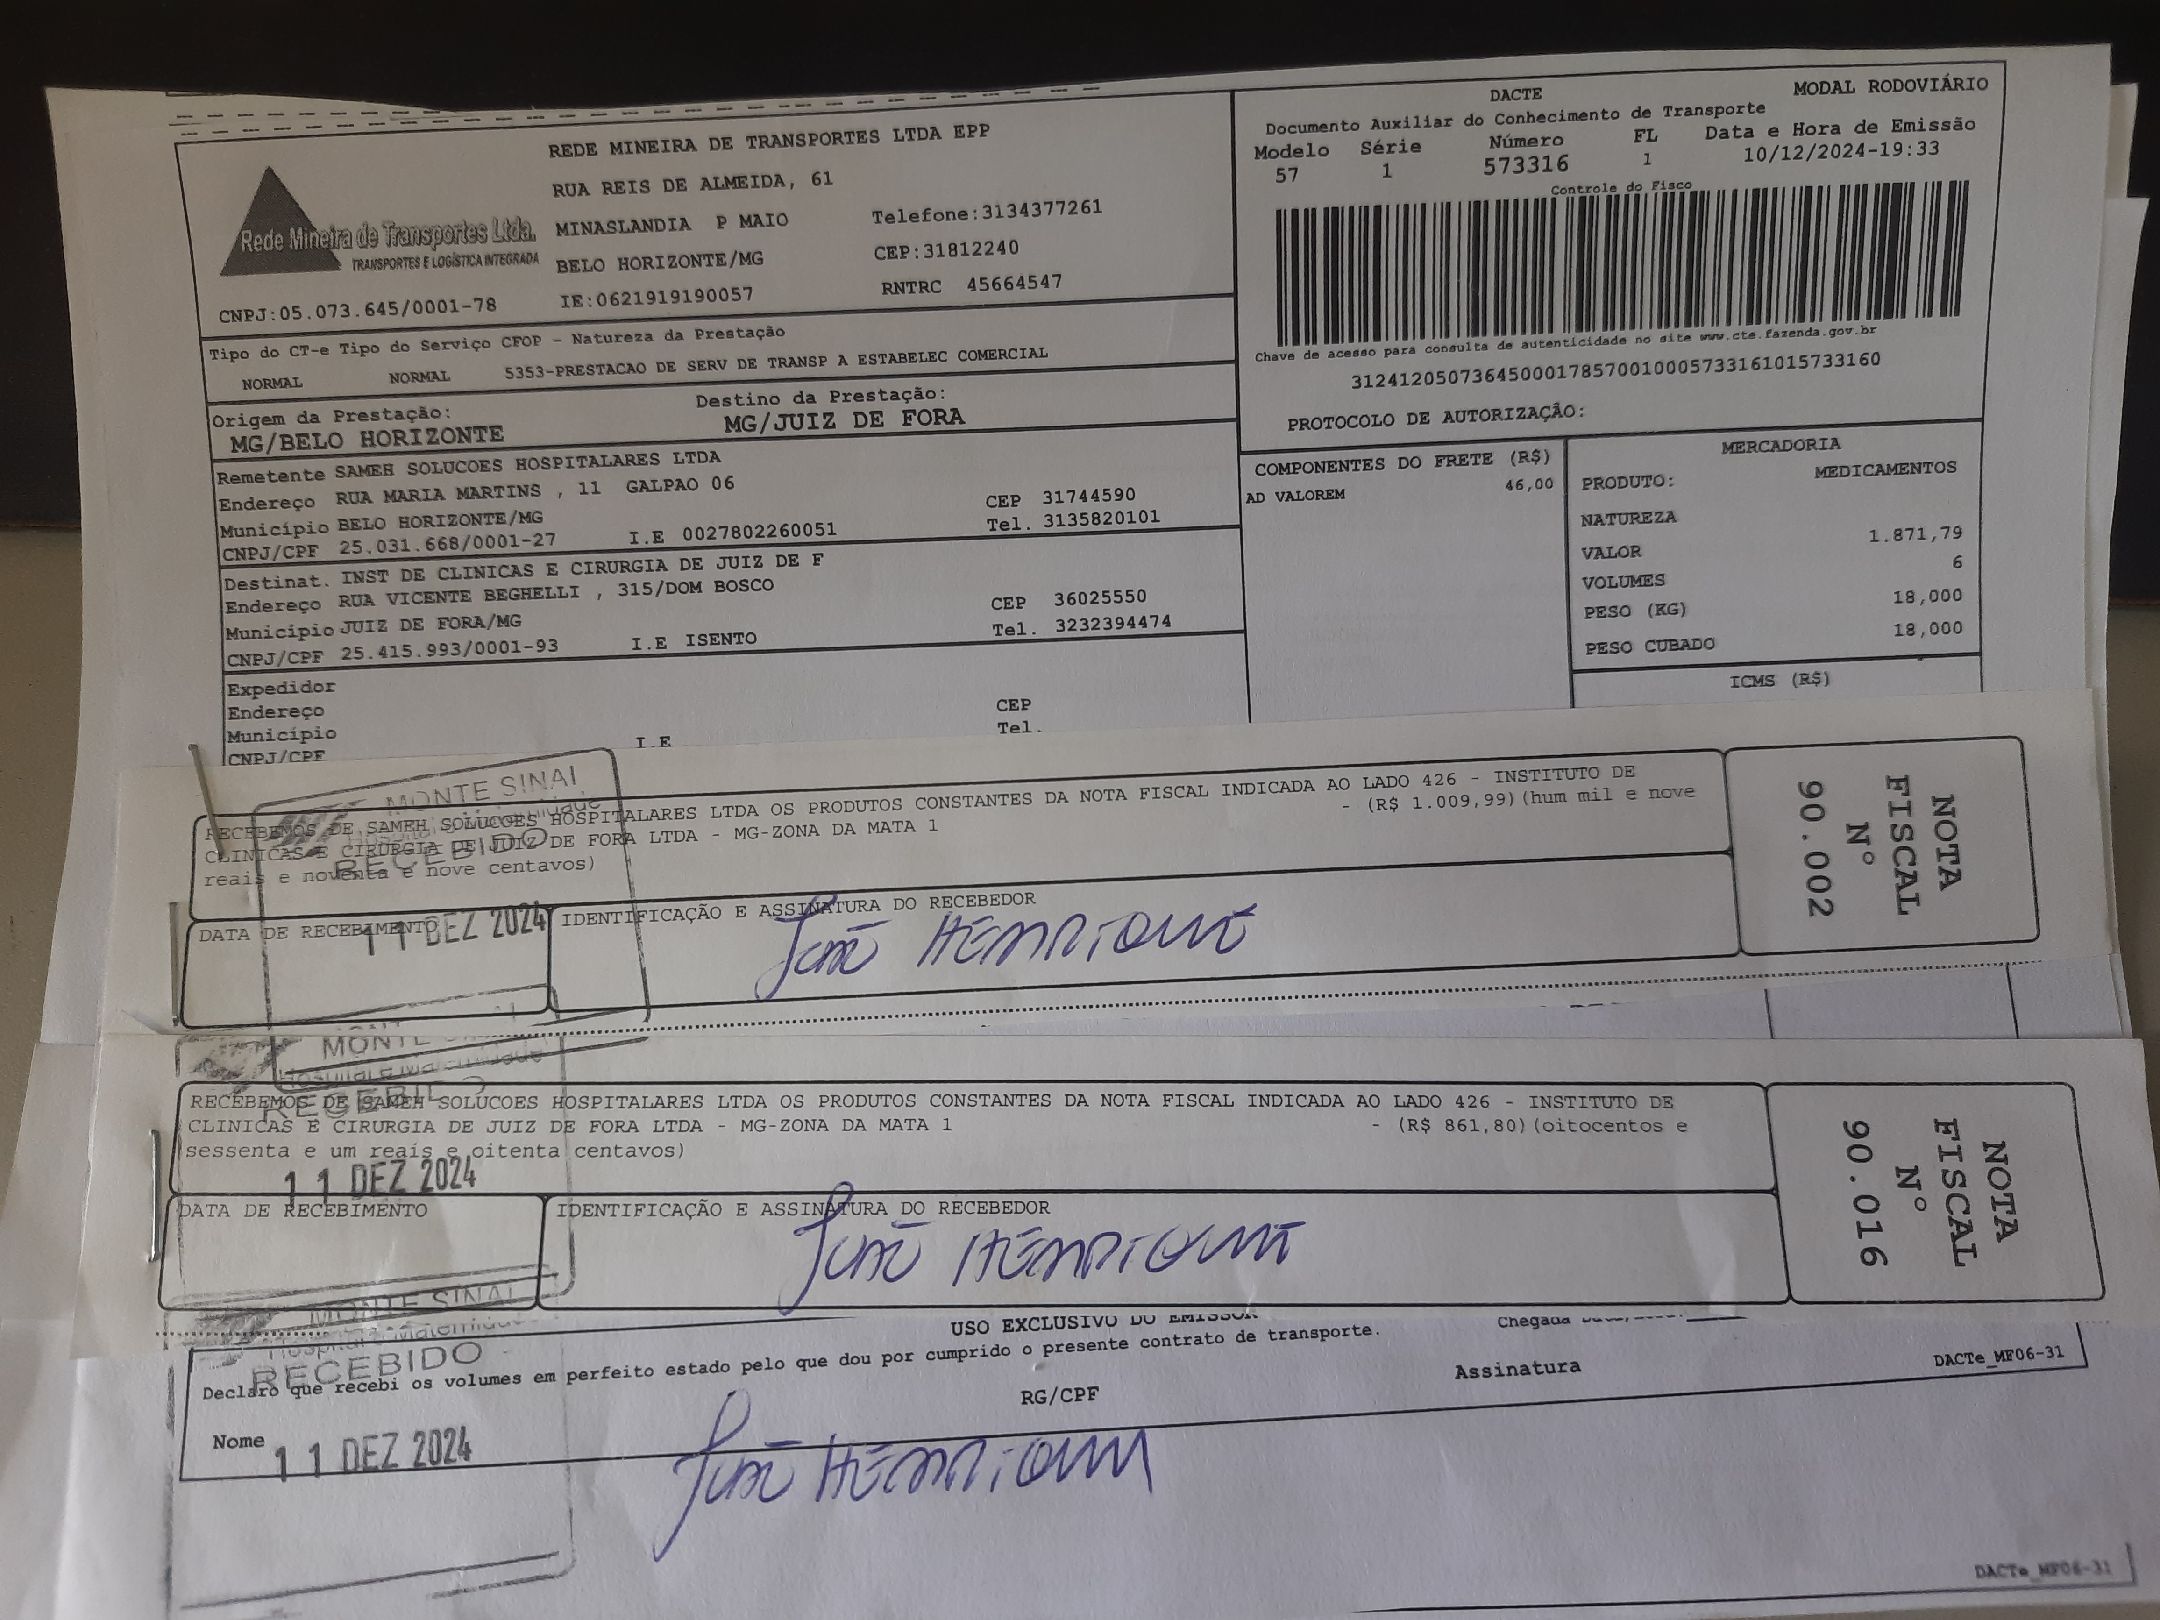 REDE MINEIRA DE TRANSPORTES LTDA EPP
RUA REIS DE ALMEIDA, 61
MINASLANDIA P MAIO Telefone:3134377261
BELO HORIZONTE/MG CEP:31812240
CNPJ:05.073.645/0001-78 IE:0621919190057 RNTRC 45664547
Rede Mineira de Transportes Ltda.
TRANSPORTES E LOGÍSTICA INTEGRADA
DACTE MODAL RODOVIÁRIO
Documento Auxiliar do Conhecimento de Transporte
Modelo Série Número FL Data e Hora de Emissão
57 1 573316 1 10/12/2024-19:33
Controle do Fisco
Chave de acesso para consulta de autenticidade no site www.cte.fazenda.gov.br
31241205073645000178570010005733161015733160
PROTOCOLO DE AUTORIZAÇÃO:
Tipo do CT-e Tipo do Serviço CFOP - Natureza da Prestação
NORMAL NORMAL 5353-PRESTACAO DE SERV DE TRANSP A ESTABELEC COMERCIAL
Origem da Prestação: Destino da Prestação:
MG/BELO HORIZONTE MG/JUIZ DE FORA
Remetente SAMEH SOLUCOES HOSPITALARES LTDA
Endereço RUA MARIA MARTINS , 11 GALPAO 06 CEP 31744590
Município BELO HORIZONTE/MG Tel. 3135820101
CNPJ/CPF 25.031.668/0001-27 I.E 0027802260051
Destinat. INST DE CLINICAS E CIRURGIA DE JUIZ DE F
Endereço RUA VICENTE BEGHELLI , 315/DOM BOSCO CEP 36025550
Município JUIZ DE FORA/MG Tel. 3232394474
CNPJ/CPF 25.415.993/0001-93 I.E ISENTO
Expedidor
Endereço CEP
Município Tel.
CNPJ/CPF I.E
COMPONENTES DO FRETE (R$)
AD VALOREM 46,00
MERCADORIA
PRODUTO: MEDICAMENTOS
NATUREZA
VALOR 1.871,79
VOLUMES 6
PESO (KG) 18,000
PESO CUBADO 18,000
ICMS (R$)
MONTE SINAI
Hospital e Maternidade
RECEBIDO
11 DEZ 2024
RECEBEMOS DE SAMEH SOLUCOES HOSPITALARES LTDA OS PRODUTOS CONSTANTES DA NOTA FISCAL INDICADA AO LADO 426 - INSTITUTO DE
CLINICAS E CIRURGIA DE JUIZ DE FORA LTDA - MG-ZONA DA MATA 1 - (R$ 1.009,99) (hum mil e nove
reais e noventa e nove centavos)
DATA DE RECEBIMENTO IDENTIFICAÇÃO E ASSINATURA DO RECEBEDOR
João HENRIQUE
NOTA
FISCAL
Nº
90.002
Hospital e Maternidade
RECEBIDO
11 DEZ 2024
RECEBEMOS DE SAMEH SOLUCOES HOSPITALARES LTDA OS PRODUTOS CONSTANTES DA NOTA FISCAL INDICADA AO LADO 426 - INSTITUTO DE
CLINICAS E CIRURGIA DE JUIZ DE FORA LTDA - MG-ZONA DA MATA 1 - (R$ 861,80) (oitocentos e
sessenta e um reais e oitenta centavos)
DATA DE RECEBIMENTO IDENTIFICAÇÃO E ASSINATURA DO RECEBEDOR
João HENRIQUE
NOTA
FISCAL
Nº
90.016
MONTE SINAI
Hospital e Maternidade
RECEBIDO
11 DEZ 2024
USO EXCLUSIVO DO EMISSOR Chegada
Declaro que recebi os volumes em perfeito estado pelo que dou por cumprido o presente contrato de transporte.
Nome RG/CPF Assinatura DACTe_MF06-31
João HENRIQUE
DACTe_MF06-31